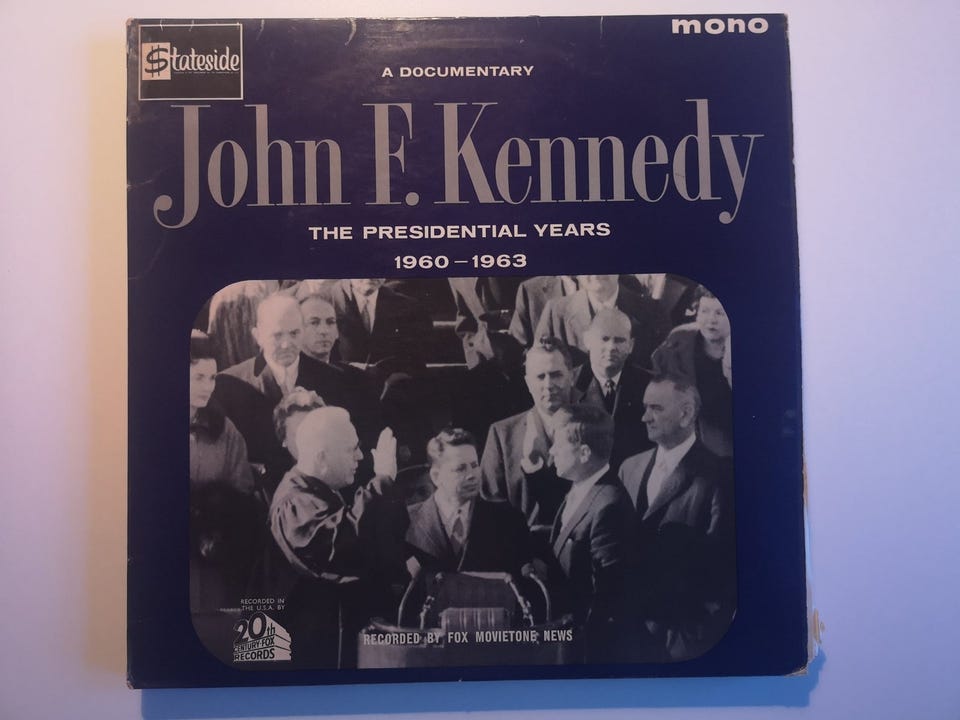 $tateside
mono
A DOCUMENTARY
John F. Kennedy
THE PRESIDENTIAL YEARS
1960–1963
RECORDED IN
THE U.S.A. BY
20th
CENTURY-FOX
RECORDS
RECORDED BY FOX MOVIETONE NEWS